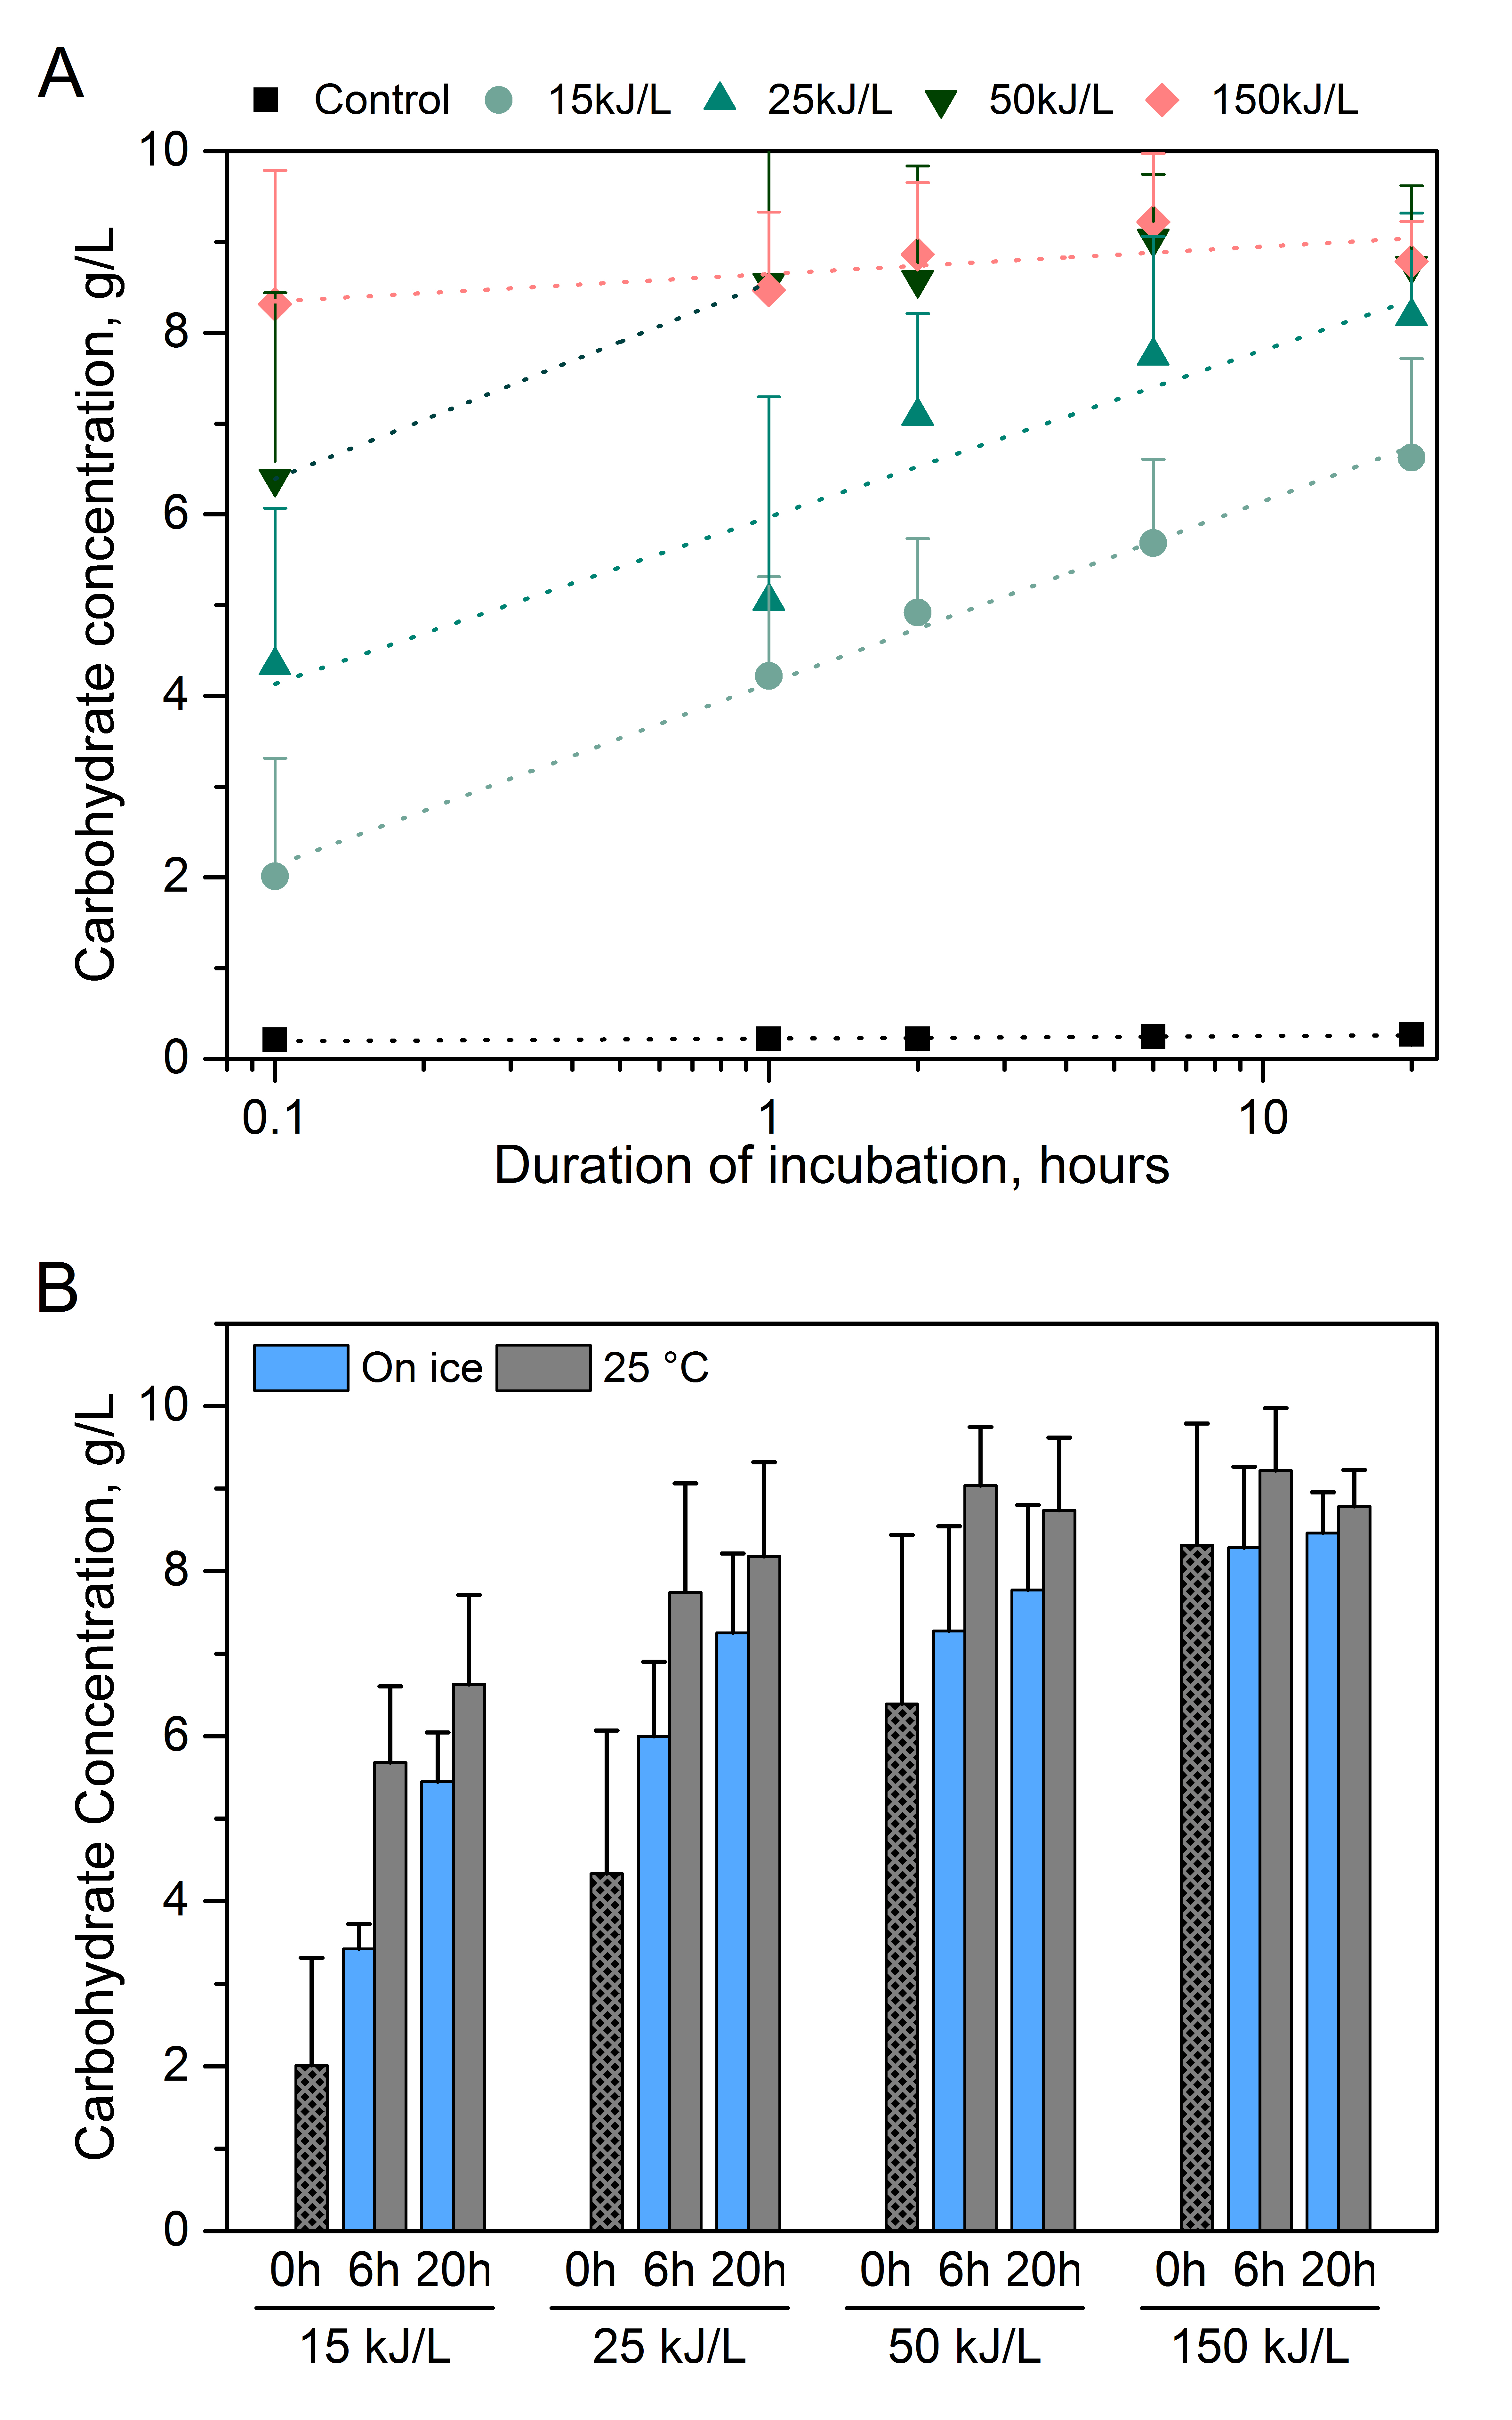 A
Control 15kJ/L 25kJ/L 50kJ/L 150kJ/L
Carbohydrate concentration, g/L
10
8
6
4
2
0
0.1 1 10
Duration of incubation, hours
B
On ice 25 °C
Carbohydrate Concentration, g/L
10
8
6
4
2
0
0h 6h 20h 0h 6h 20h 0h 6h 20h 0h 6h 20h
15 kJ/L 25 kJ/L 50 kJ/L 150 kJ/L